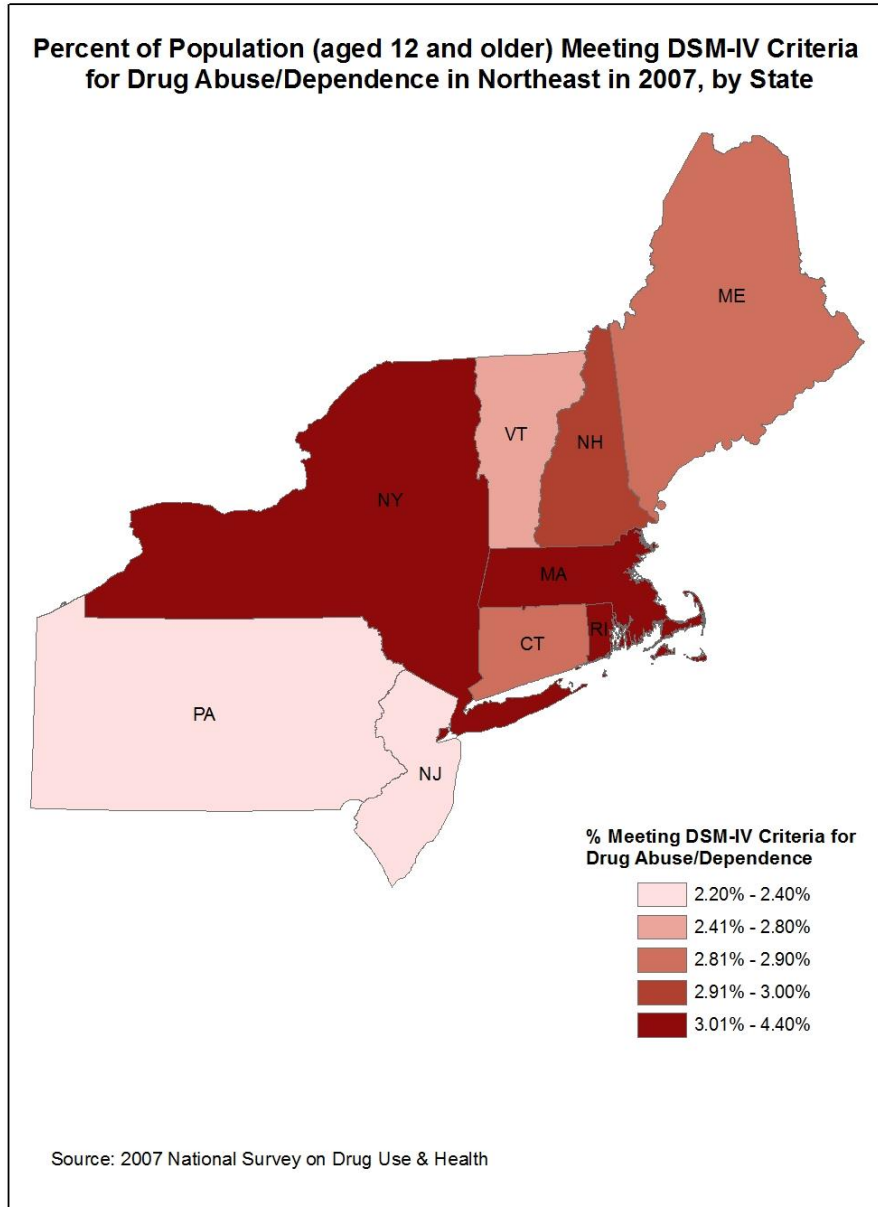 Percent of Population (aged 12 and older) Meeting DSM-IV Criteria
for Drug Abuse/Dependence in Northeast in 2007, by State
ME
VT
NH
NY
MA
CT
RI
PA
NJ
% Meeting DSM-IV Criteria for
Drug Abuse/Dependence
2.20% - 2.40%
2.41% - 2.80%
2.81% - 2.90%
2.91% - 3.00%
3.01% - 4.40%
Source: 2007 National Survey on Drug Use & Health